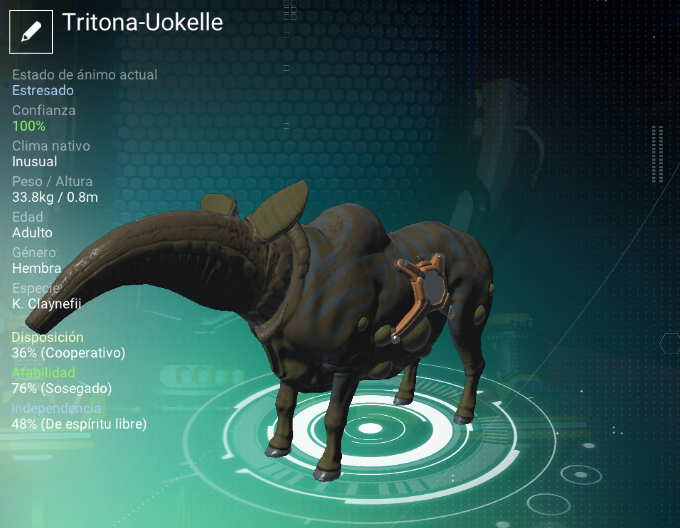 Tritona-Uokelle
Estado de ánimo actual
Estresado
Confianza
100%
Clima nativo
Inusual
Peso / Altura
33.8kg / 0.8m
Edad
Adulto
Género
Hembra
Especie
K. Claynefii
Disposición
36% (Cooperativo)
Afabilidad
76% (Sosegado)
Independencia
48% (De espíritu libre)